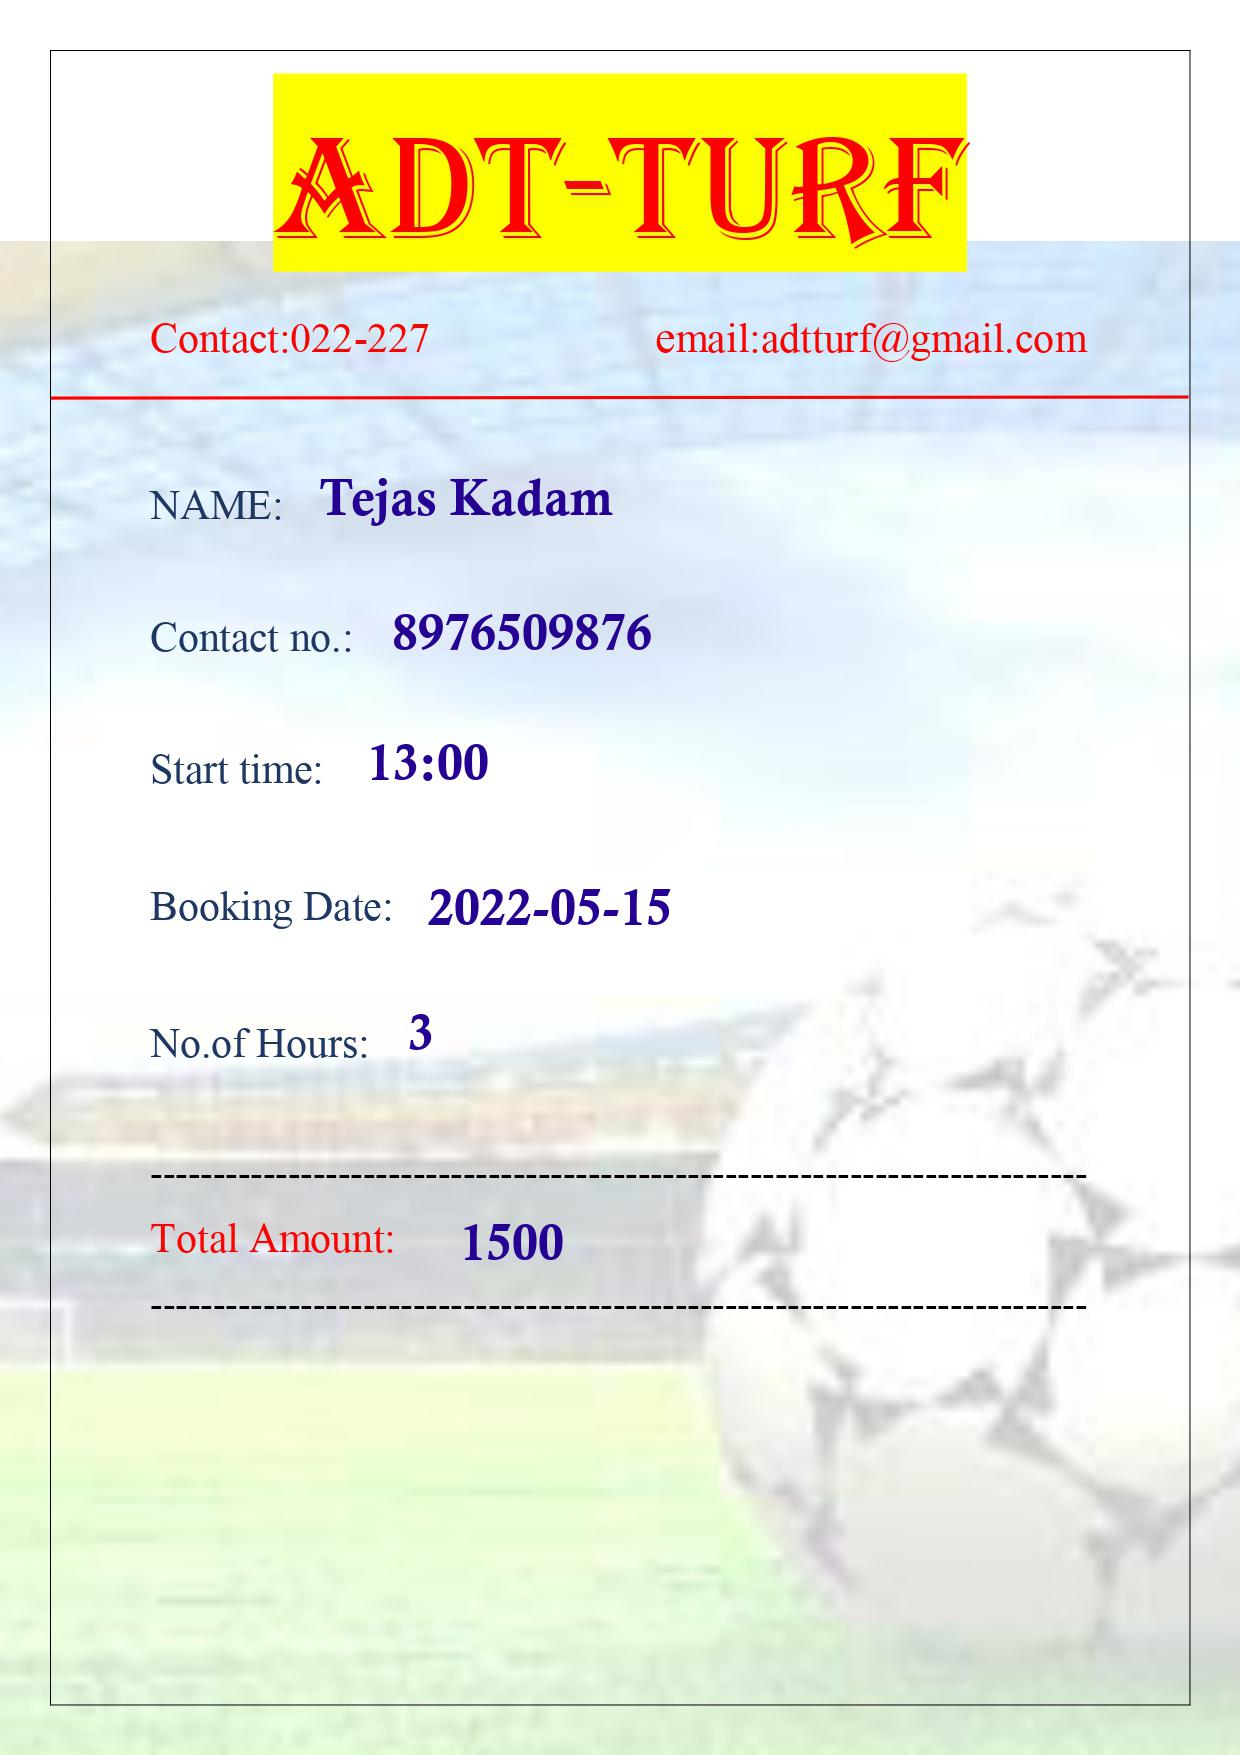 ADT-TURF
Contact:022-227 email:adtturf@gmail.com
NAME: Tejas Kadam
Contact no.: 8976509876
Start time: 13:00
Booking Date: 2022-05-15
No.of Hours: 3
---------------------------------------------------------------------------
Total Amount: 1500
---------------------------------------------------------------------------